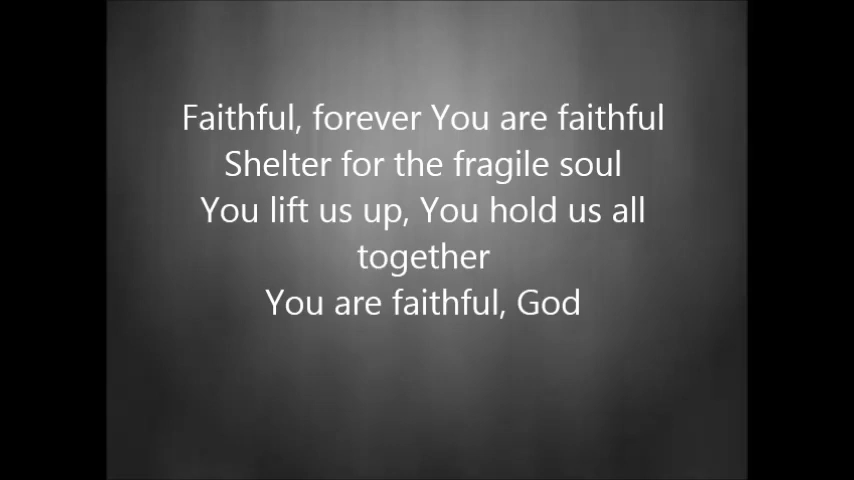 Faithful, forever You are faithful
Shelter for the fragile soul
You lift us up, You hold us all
together
You are faithful, God